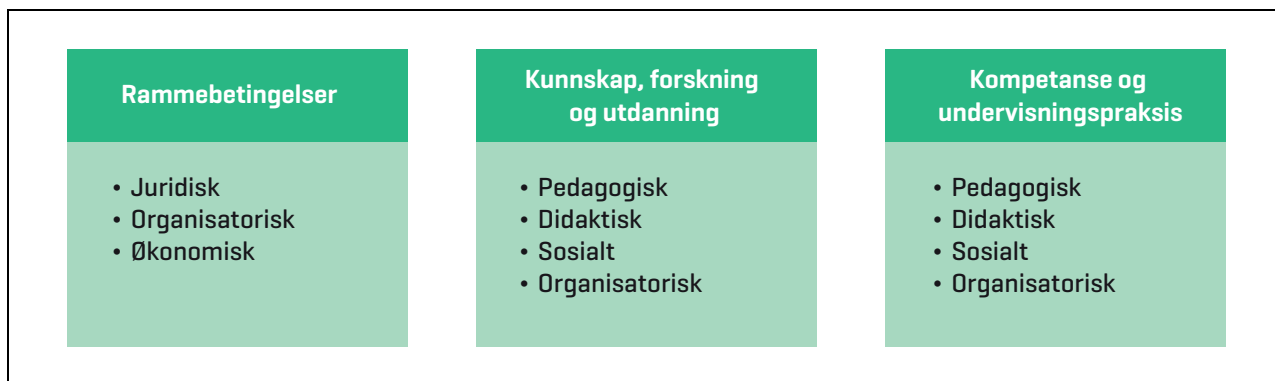 Rammebetingelser
• Juridisk
• Organisatorisk
• Økonomisk
Kunnskap, forskning
og utdanning
• Pedagogisk
• Didaktisk
• Sosialt
• Organisatorisk
Kompetanse og
undervisningspraksis
• Pedagogisk
• Didaktisk
• Sosialt
• Organisatorisk